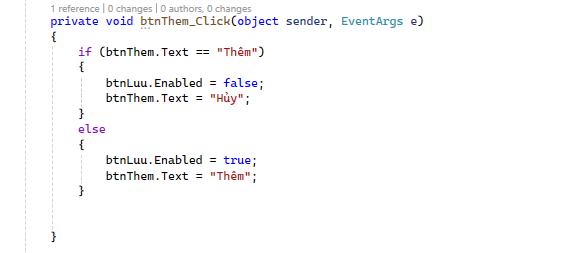 1 reference | 0 changes | 0 authors, 0 changes
private void btnThem_Click(object sender, EventArgs e)
{
    if (btnThem.Text == "Thêm")
    {
        btnLuu.Enabled = false;
        btnThem.Text = "Hủy";
    }
    else
    {
        btnLuu.Enabled = true;
        btnThem.Text = "Thêm";
    }
}